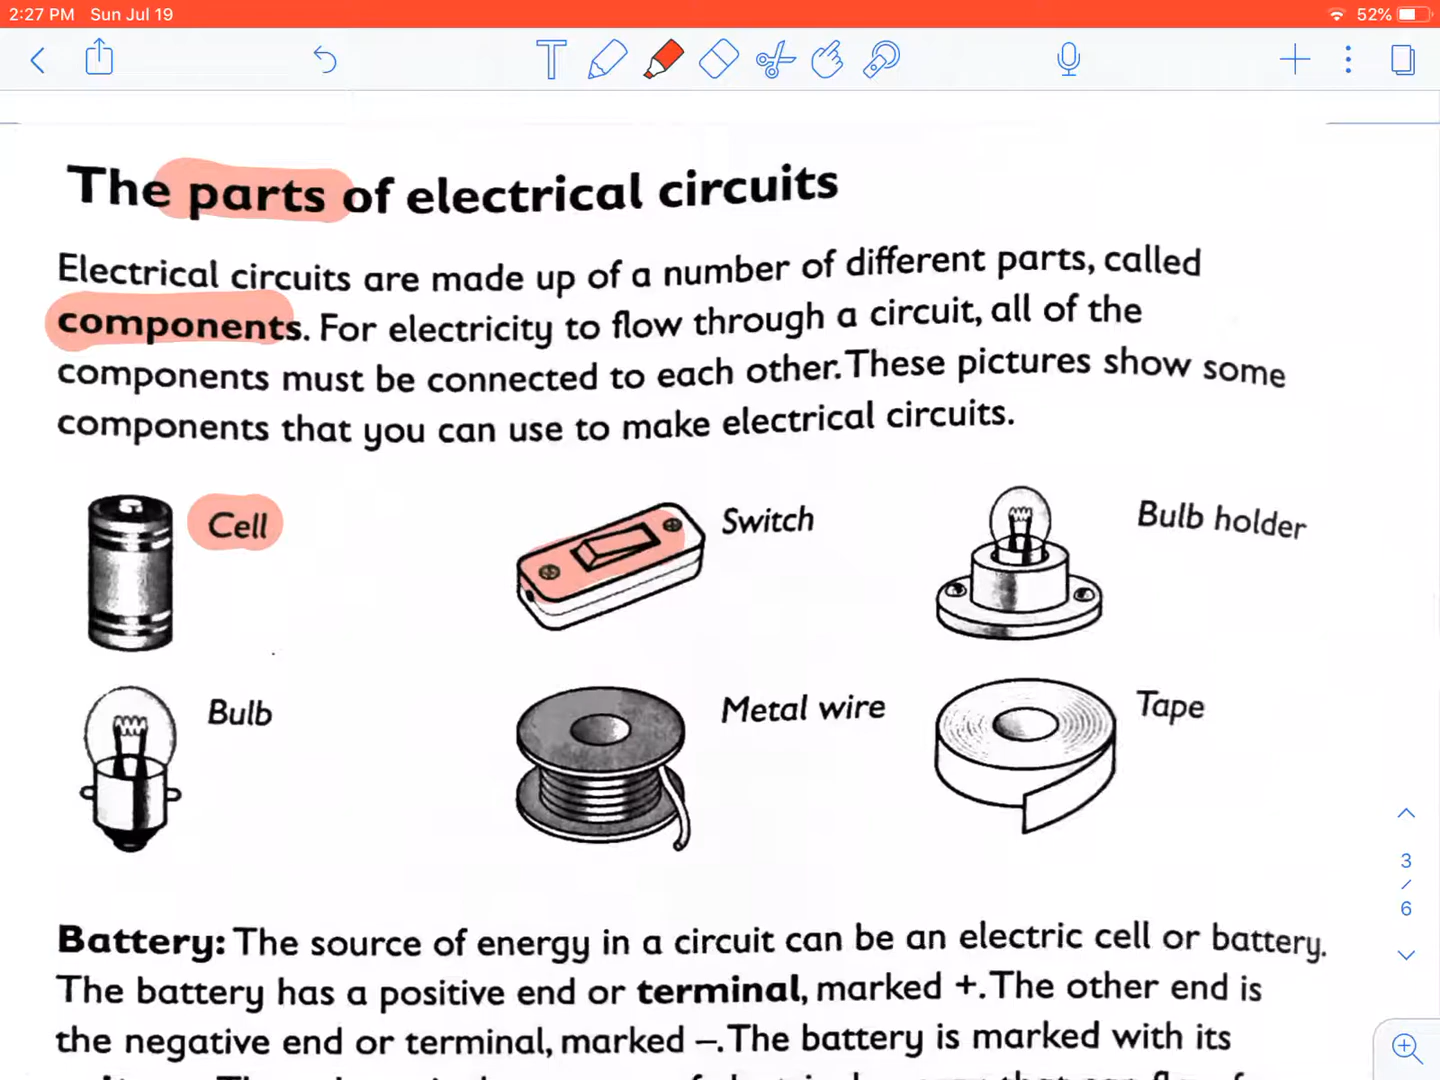 2:27 PM Sun Jul 19
52%
The parts of electrical circuits
Electrical circuits are made up of a number of different parts, called
components. For electricity to flow through a circuit, all of the
components must be connected to each other. These pictures show some
components that you can use to make electrical circuits.
Cell
Switch
Bulb holder
Bulb
Metal wire
Tape
3
/
6
Battery: The source of energy in a circuit can be an electric cell or battery.
The battery has a positive end or terminal, marked +. The other end is
the negative end or terminal, marked –. The battery is marked with its